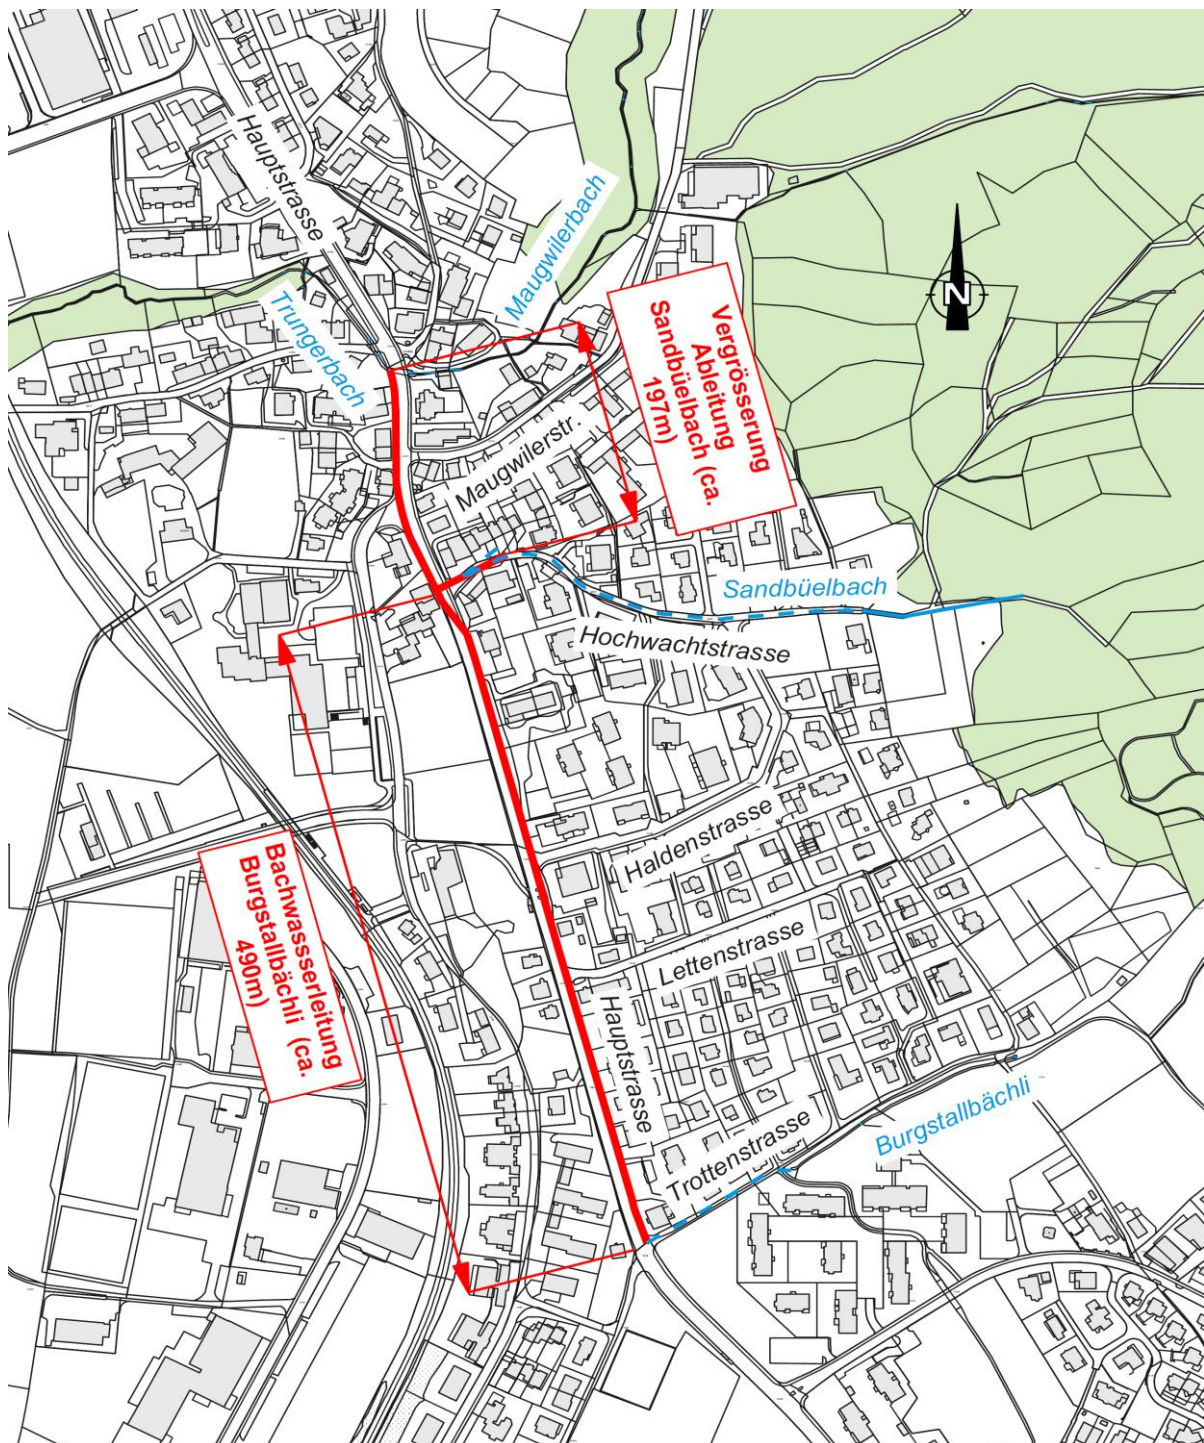 Hauptstrasse
Maugwilerbach
Trungerbach
N
Vergrösserung
Ableitung
Sandbüelbach (ca.
197m)
Maugwilerstr.
Sandbüelbach
Hochwachtstrasse
Haldenstrasse
Bachwassserleitung
Burgstallbächli (ca.
490m)
Lettenstrasse
Hauptstrasse
Burgstallbächli
Trottenstrasse